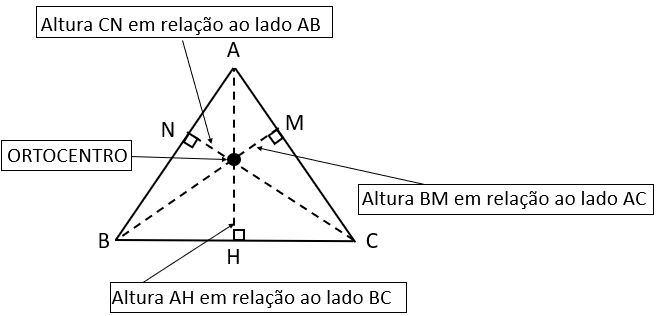 Altura CN em relação ao lado AB
A
N
M
ORTOCENTRO
Altura BM em relação ao lado AC
B
C
H
Altura AH em relação ao lado BC